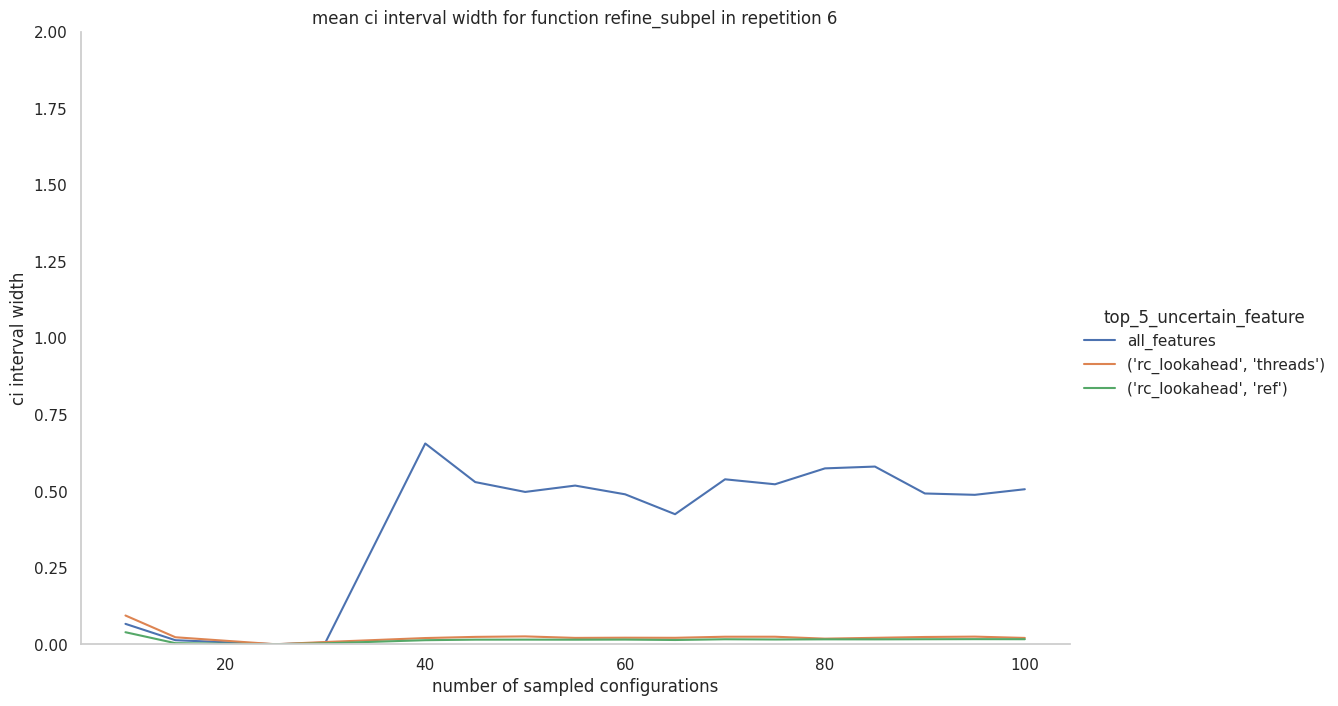 mean ci interval width for function refine_subpel in repetition 6
2.00
1.75
1.50
1.25
1.00
0.75
0.50
0.25
0.00
ci interval width
20
40
60
80
100
number of sampled configurations
top_5_uncertain_feature
all_features
('rc_lookahead', 'threads')
('rc_lookahead', 'ref')